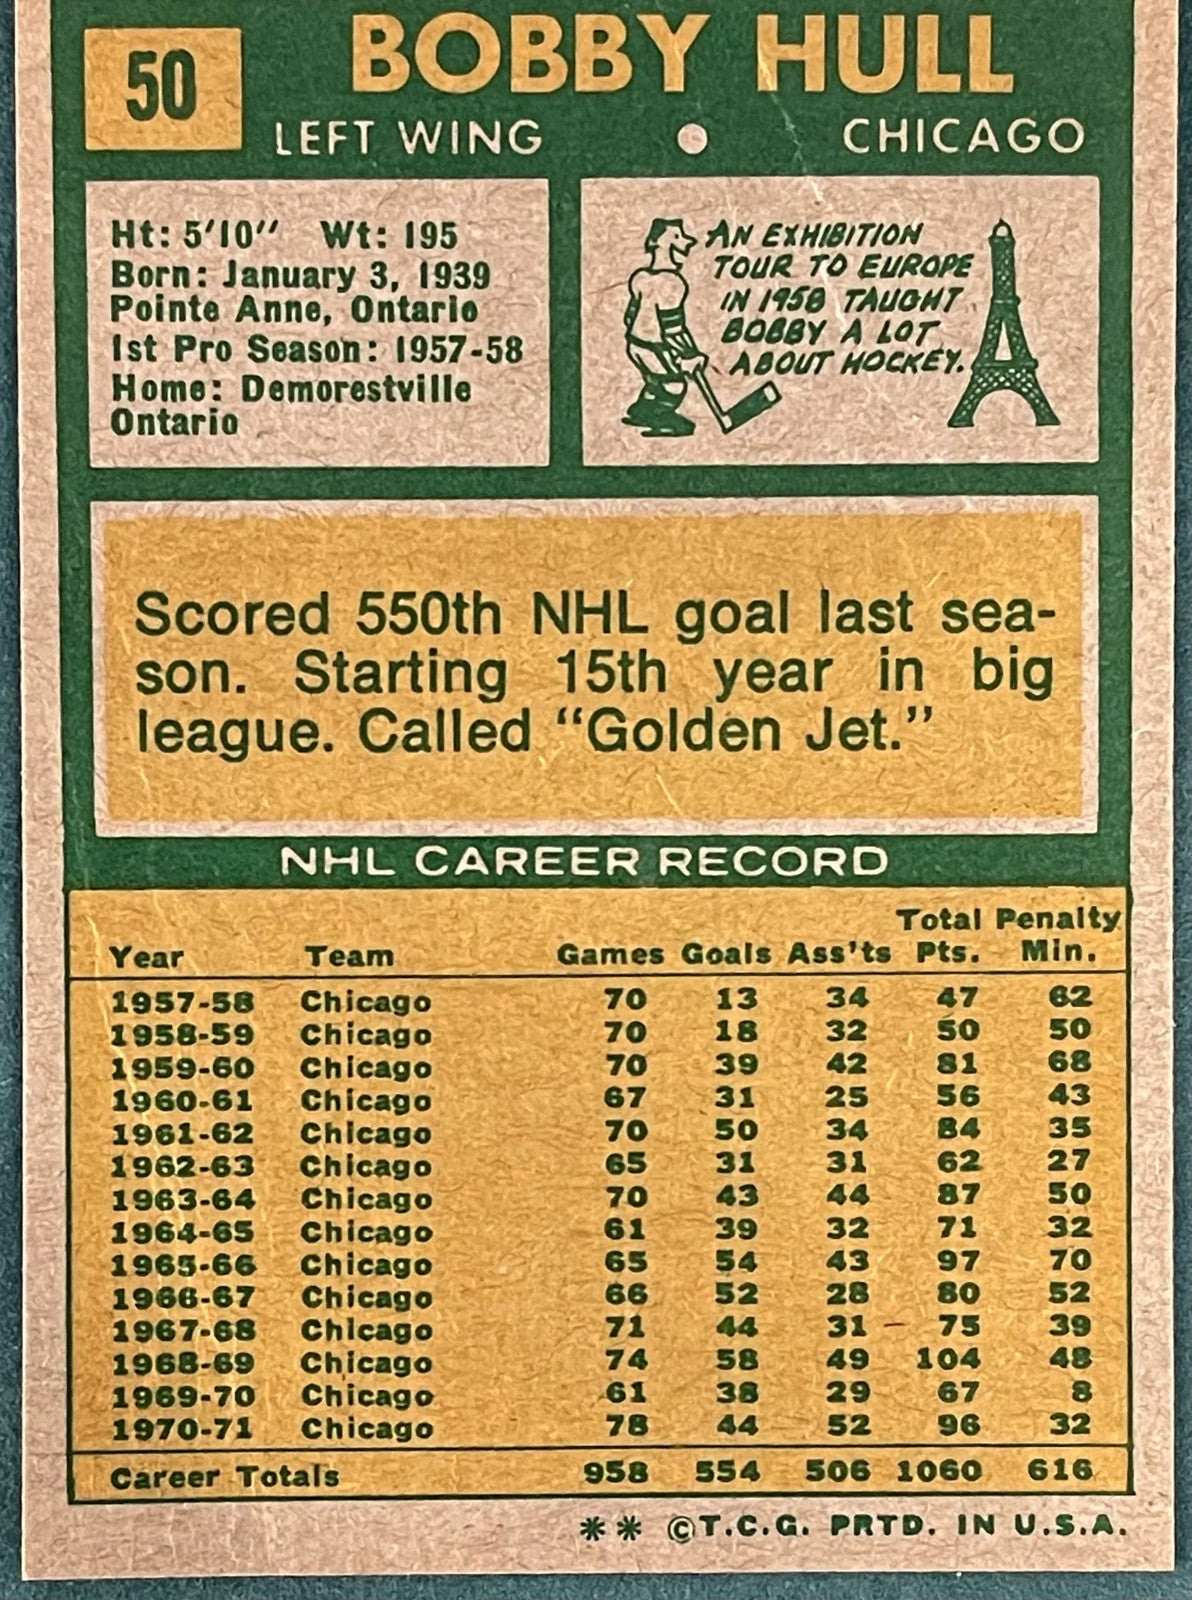 50
BOBBY HULL
LEFT WING • CHICAGO
Ht: 5'10" Wt: 195
Born: January 3, 1939
Pointe Anne, Ontario
1st Pro Season: 1957-58
Home: Demorestville
Ontario
AN EXHIBITION
TOUR TO EUROPE
IN 1958 TAUGHT
BOBBY A LOT
ABOUT HOCKEY.
Scored 550th NHL goal last sea-
son. Starting 15th year in big
league. Called "Golden Jet."
NHL CAREER RECORD
Total Penalty
Year Team Games Goals Ass'ts Pts. Min.
1957-58 Chicago 70 13 34 47 62
1958-59 Chicago 70 18 32 50 50
1959-60 Chicago 70 39 42 81 68
1960-61 Chicago 67 31 25 56 43
1961-62 Chicago 70 50 34 84 35
1962-63 Chicago 65 31 31 62 27
1963-64 Chicago 70 43 44 87 50
1964-65 Chicago 61 39 32 71 32
1965-66 Chicago 65 54 43 97 70
1966-67 Chicago 66 52 28 80 52
1967-68 Chicago 71 44 31 75 39
1968-69 Chicago 74 58 49 104 48
1969-70 Chicago 61 38 29 67 8
1970-71 Chicago 78 44 52 96 32
Career Totals 958 554 506 1060 616
** ©T.C.G. PRTD. IN U.S.A.